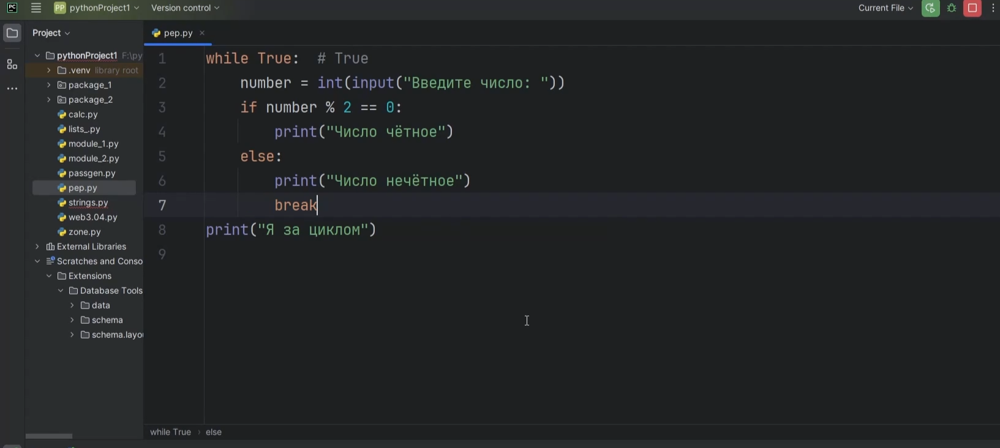 PC PP pythonProject1 Version control Current File
Project
pep.py
pythonProject1 F:\py
.venv library root
package_1
package_2
calc.py
lists_.py
module_1.py
module_2.py
passgen.py
pep.py
strings.py
web3.04.py
zone.py
External Libraries
Scratches and Conso
Extensions
Database Tools
data
schema
schema.layou
1 while True: # True
2 number = int(input("Введите число: "))
3 if number % 2 == 0:
4 print("Число чётное")
5 else:
6 print("Число нечётное")
7 break
8 print("Я за циклом")
9
while True › else